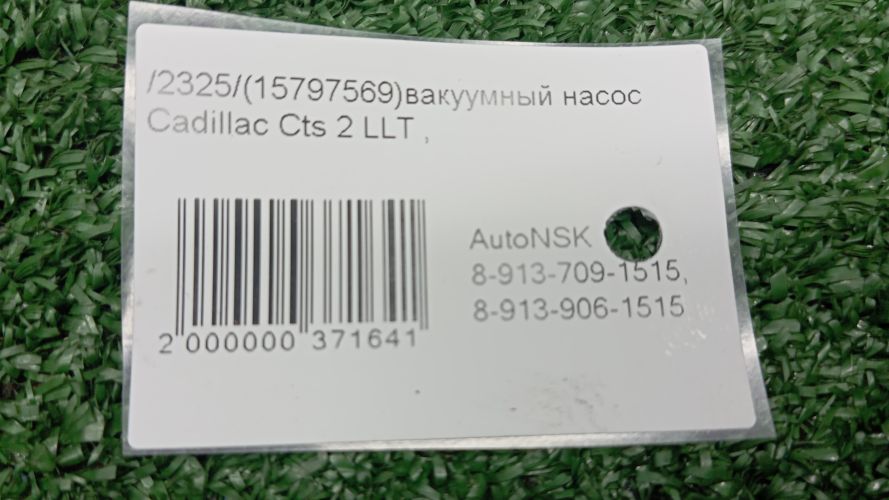 /2325/(15797569)вакуумный насос
Cadillac Cts 2 LLT ,
AutoNSK
8-913-709-1515,
8-913-906-1515
2 000000 371641